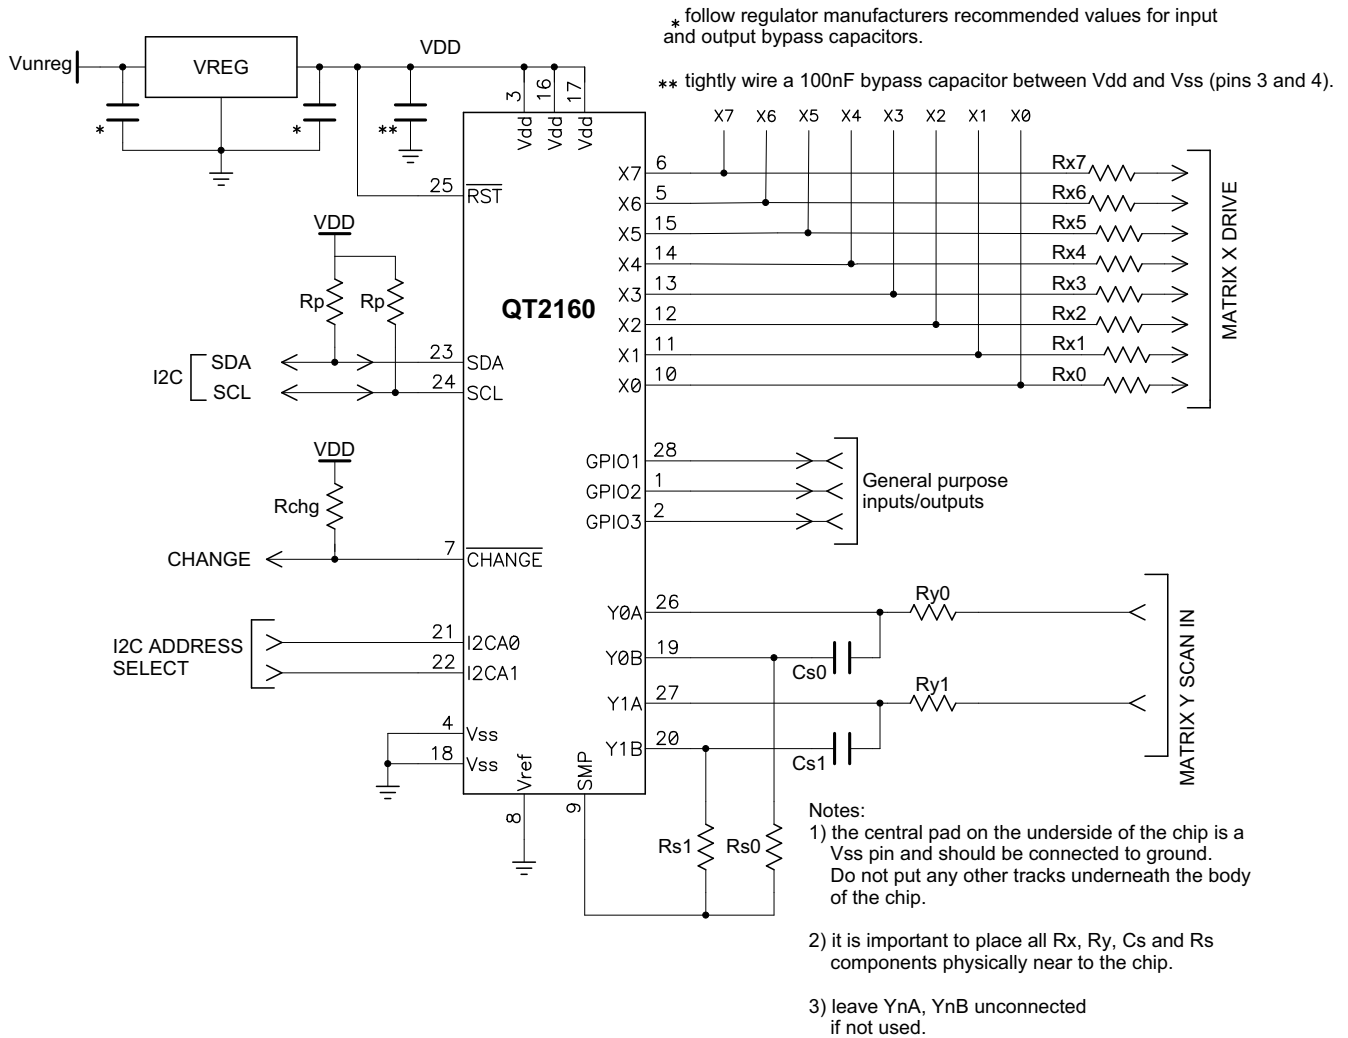 * follow regulator manufacturers recommended values for input
and output bypass capacitors.
** tightly wire a 100nF bypass capacitor between Vdd and Vss (pins 3 and 4).
Vunreg
VREG
VDD
*
*
**
3
16
17
Vdd
Vdd
Vdd
X7 X6 X5 X4 X3 X2 X1 X0
X7 6 Rx7
X6 5 Rx6
X5 15 Rx5
X4 14 Rx4
X3 13 Rx3
X2 12 Rx2
X1 11 Rx1
X0 10 Rx0
MATRIX X DRIVE
25 RST
VDD
Rp
Rp
QT2160
I2C
SDA 23 SDA
SCL 24 SCL
GPIO1 28
GPIO2 1
GPIO3 2
General purpose
inputs/outputs
VDD
Rchg
CHANGE 7 CHANGE
I2C ADDRESS
SELECT
21 I2CA0
22 I2CA1
4 Vss
18 Vss
Vref
8
SMP
9
Y0A 26 Ry0
Y0B 19 Cs0
Y1A 27 Ry1
Y1B 20 Cs1
MATRIX Y SCAN IN
Rs1
Rs0
Notes:
1) the central pad on the underside of the chip is a
Vss pin and should be connected to ground.
Do not put any other tracks underneath the body
of the chip.
2) it is important to place all Rx, Ry, Cs and Rs
components physically near to the chip.
3) leave YnA, YnB unconnected
if not used.